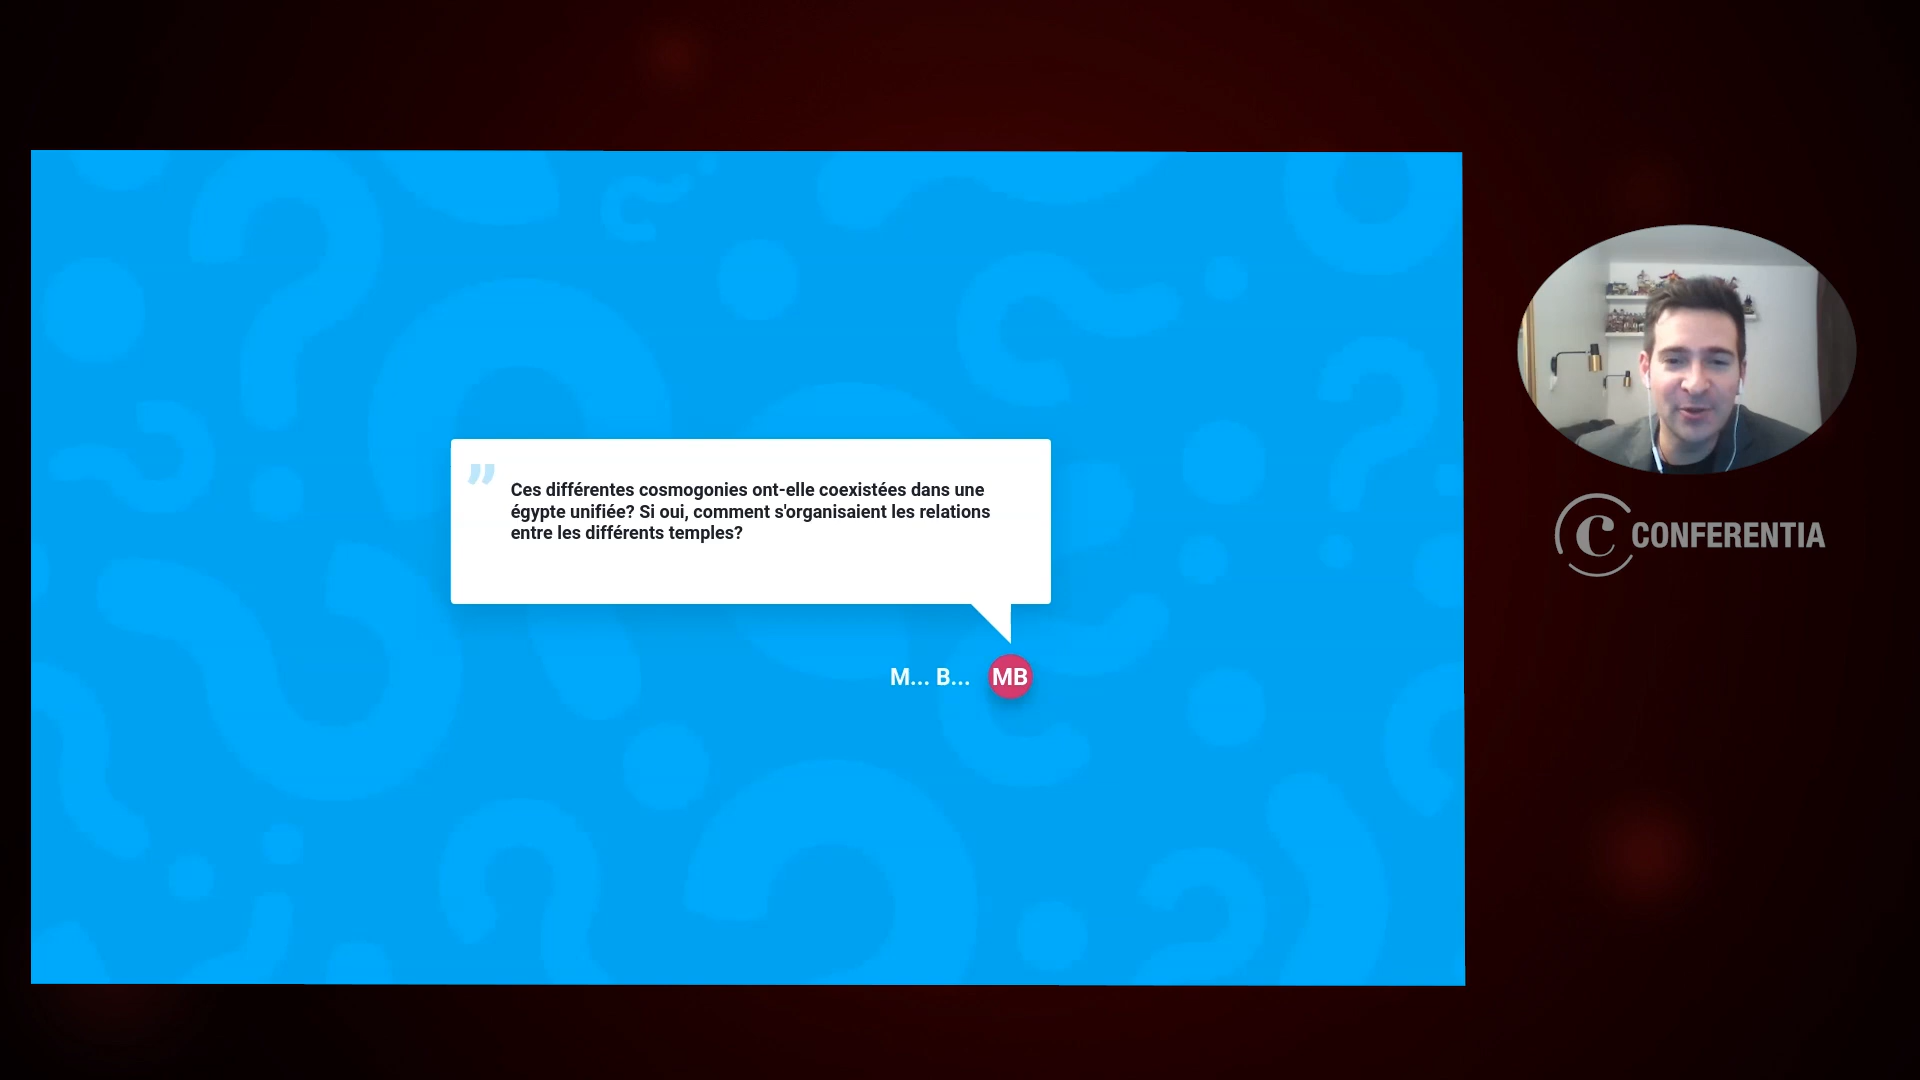 Ces différentes cosmogonies ont-elle coexistées dans une
égypte unifiée? Si oui, comment s'organisaient les relations
entre les différents temples?
M... B... MB
C CONFERENTIA